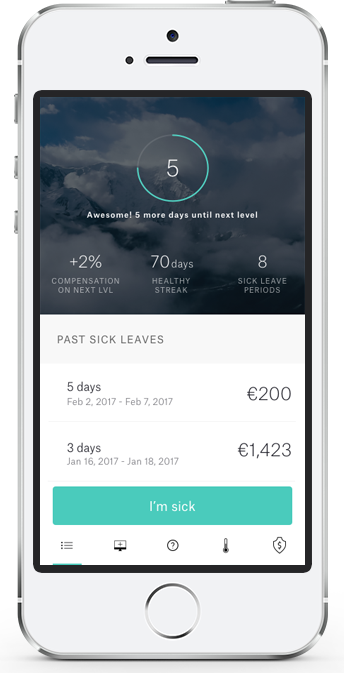 5
Awesome! 5 more days until next level
+2%
COMPENSATION
ON NEXT LVL
70 days
HEALTHY
STREAK
8
SICK LEAVE
PERIODS
PAST SICK LEAVES
5 days
Feb 2, 2017 - Feb 7, 2017
€200
3 days
Jan 16, 2017 - Jan 18, 2017
€1,423
I'm sick